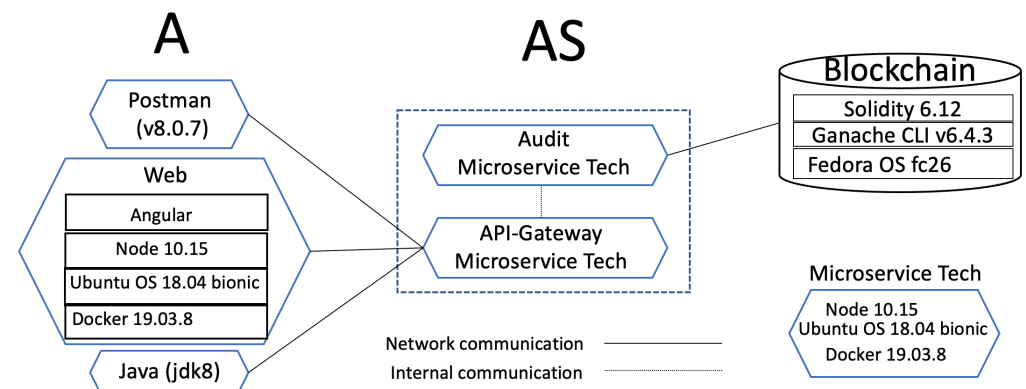 A
AS
Postman
(v8.0.7)
Web
Angular
Node 10.15
Ubuntu OS 18.04 bionic
Docker 19.03.8
Java (jdk8)
Audit
Microservice Tech
API-Gateway
Microservice Tech
Blockchain
Solidity 6.12
Ganache CLI v6.4.3
Fedora OS fc26
Microservice Tech
Node 10.15
Ubuntu OS 18.04 bionic
Docker 19.03.8
Network communication
Internal communication